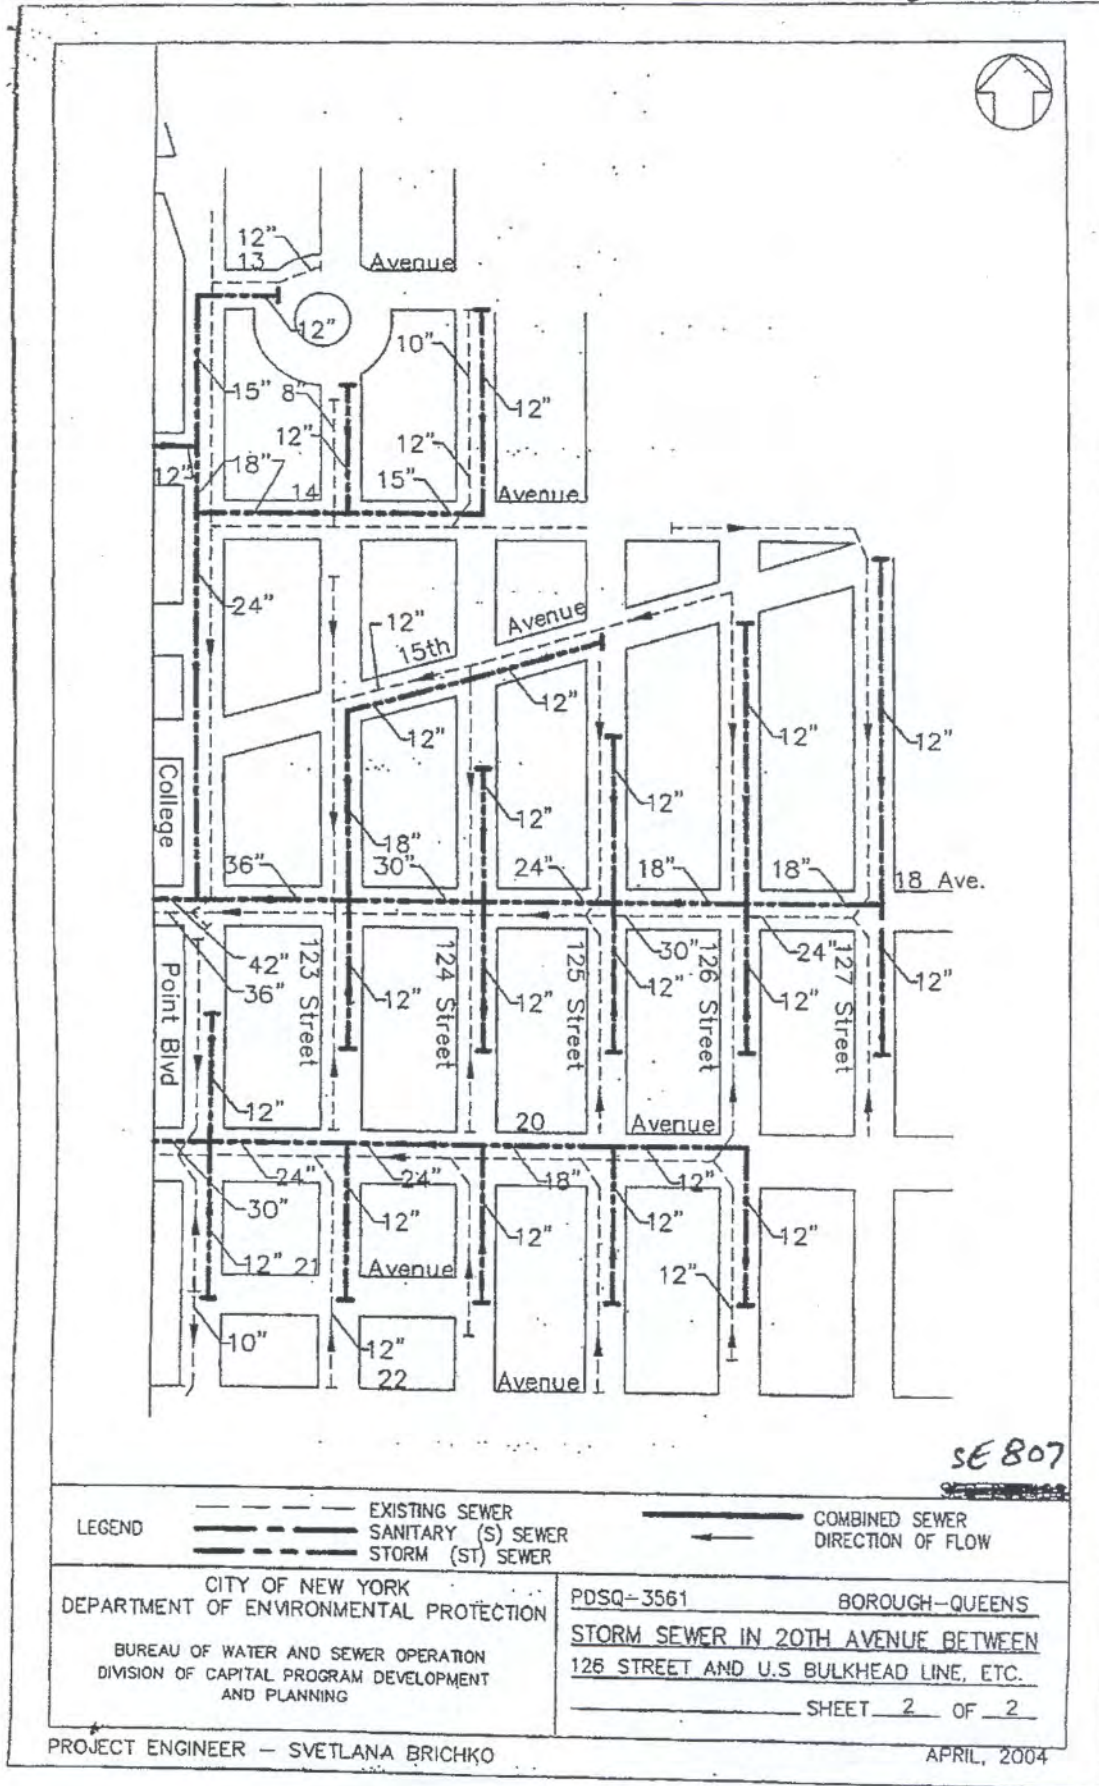 12"
13
Avenue
12"
10"
15"
8"
12"
12"
12"
12"
18"
15"
14
Avenue
24"
12"
15th
Avenue
12"
12"
12"
12"
12"
12"
18"
College
36"
30"
24"
18"
18"
18 Ave.
42"
36"
30"
24"
123 Street
124 Street
125 Street
126 Street
127 Street
12"
12"
12"
12"
12"
Point Blvd
12"
20
Avenue
24"
24"
18"
12"
30"
12"
12"
12"
12"
12"
21
Avenue
12"
10"
12"
22
Avenue
SE 807
LEGEND
EXISTING SEWER
SANITARY (S) SEWER
STORM (ST) SEWER
COMBINED SEWER
DIRECTION OF FLOW
CITY OF NEW YORK
DEPARTMENT OF ENVIRONMENTAL PROTECTION
BUREAU OF WATER AND SEWER OPERATION
DIVISION OF CAPITAL PROGRAM DEVELOPMENT
AND PLANNING
PDSQ-3561 BOROUGH-QUEENS
STORM SEWER IN 20TH AVENUE BETWEEN
126 STREET AND U.S BULKHEAD LINE, ETC.
SHEET 2 OF 2
PROJECT ENGINEER - SVETLANA BRICHKO
APRIL, 2004